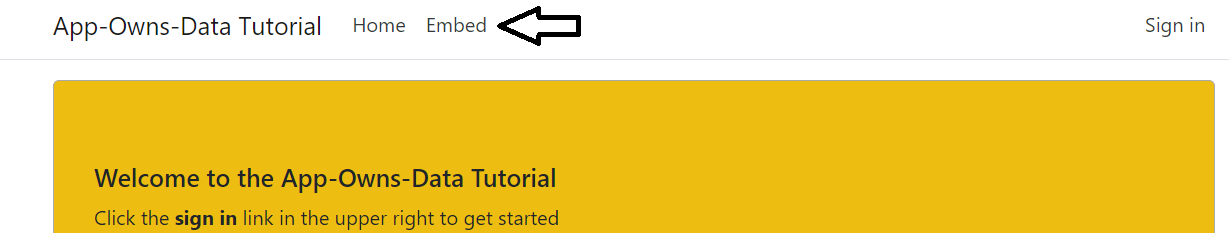 App-Owns-Data Tutorial Home Embed Sign in
Welcome to the App-Owns-Data Tutorial
Click the sign in link in the upper right to get started